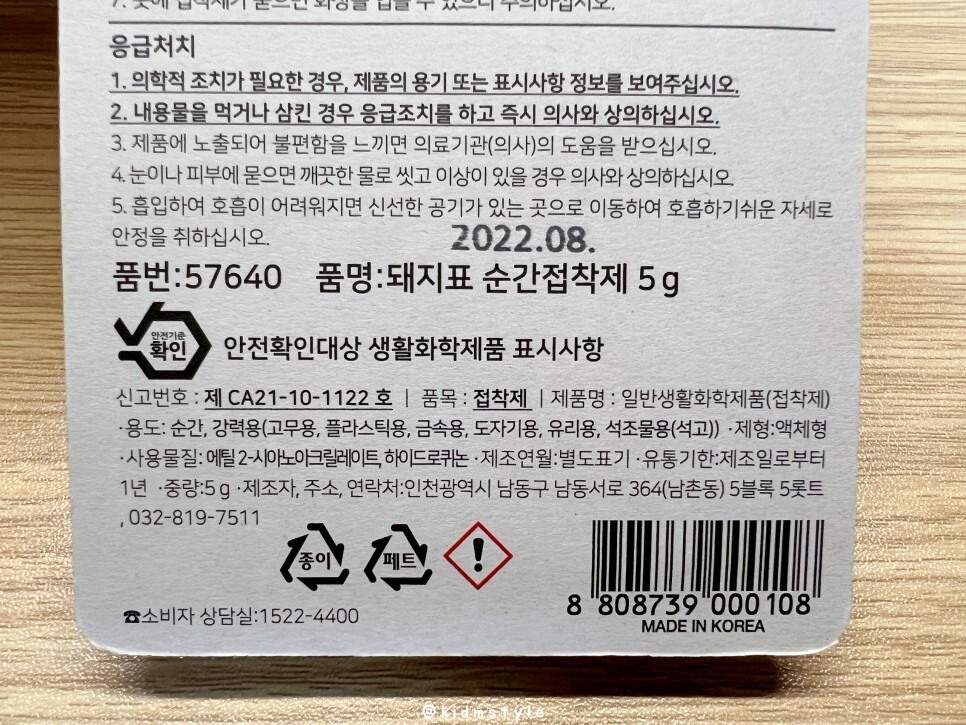 응급처치
1. 의학적 조치가 필요한 경우, 제품의 용기 또는 표시사항 정보를 보여주십시오.
2. 내용물을 먹거나 삼킨 경우 응급조치를 하고 즉시 의사와 상의하십시오.
3. 제품에 노출되어 불편함을 느끼면 의료기관(의사)의 도움을 받으십시오.
4. 눈이나 피부에 묻으면 깨끗한 물로 씻고 이상이 있을 경우 의사와 상의하십시오.
5. 흡입하여 호흡이 어려워지면 신선한 공기가 있는 곳으로 이동하여 호흡하기쉬운 자세로
안정을 취하십시오.
2022.08.
품번:57640 품명:돼지표 순간접착제 5g
안전기준
확인
안전확인대상 생활화학제품 표시사항
신고번호 : 제 CA21-10-1122 호 | 품목 : 접착제 | 제품명 : 일반생활화학제품(접착제)
·용도: 순간, 강력용(고무용, 플라스틱용, 금속용, 도자기용, 유리용, 석조물용(석고)) ·제형:액체형
·사용물질: 에틸 2-시아노아크릴레이트, 하이드로퀴논 ·제조연월:별도표기 ·유통기한:제조일로부터
1년 ·중량:5g ·제조자, 주소, 연락처:인천광역시 남동구 남동서로 364(남촌동) 5블록 5롯트
, 032-819-7511
종이
페트
!
☎소비자 상담실:1522-4400
8 808739 000108
MADE IN KOREA
@kidmstyle